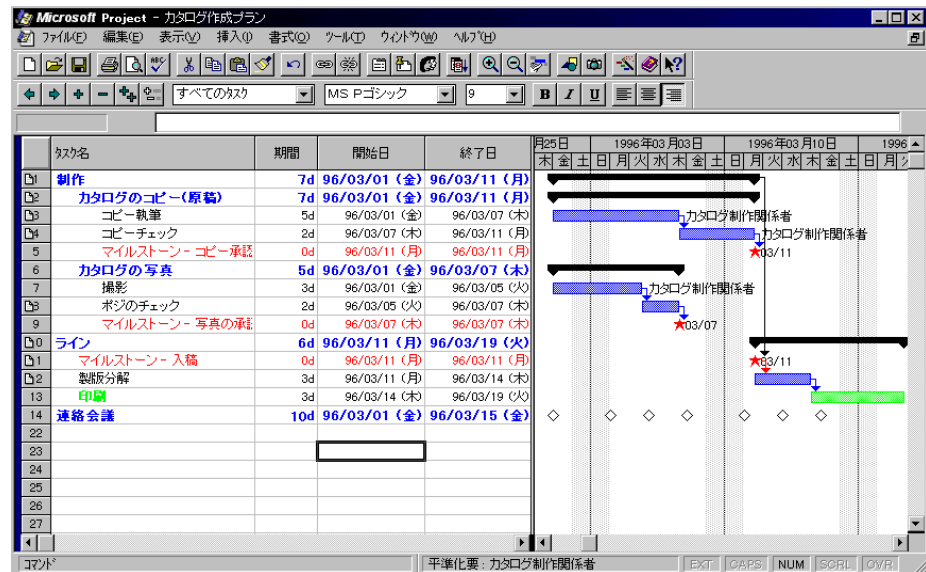 Microsoft Project - カタログ作成プラン
ファイル(F) 編集(E) 表示(V) 挿入(I) 書式(O) ツール(T) ウィンドウ(W) ヘルプ(H)
すべてのタスク MS Pゴシック 9 B I U
タスク名 期間 開始日 終了日 月25日 1996年03月03日 1996年03月10日 1996
木 金 土 日 月 火 水 木 金 土 日 月 火 水 木 金 土 日 月
1 制作 7d 96/03/01 (金) 96/03/11 (月)
2 カタログのコピー(原稿) 7d 96/03/01 (金) 96/03/11 (月)
3 コピー執筆 5d 96/03/01 (金) 96/03/07 (木) カタログ制作関係者
4 コピーチェック 2d 96/03/07 (木) 96/03/11 (月) カタログ制作関係者
5 マイルストーン - コピー承認 0d 96/03/11 (月) 96/03/11 (月) 03/11
6 カタログの写真 5d 96/03/01 (金) 96/03/07 (木)
7 撮影 3d 96/03/01 (金) 96/03/05 (火) カタログ制作関係者
8 ポジのチェック 2d 96/03/05 (火) 96/03/07 (木)
9 マイルストーン - 写真の承認 0d 96/03/07 (木) 96/03/07 (木) 03/07
0 ライン 6d 96/03/11 (月) 96/03/19 (火)
1 マイルストーン - 入稿 0d 96/03/11 (月) 96/03/11 (月) 03/11
2 製版分解 3d 96/03/11 (月) 96/03/14 (木)
13 印刷 3d 96/03/14 (木) 96/03/19 (火)
14 連絡会議 10d 96/03/01 (金) 96/03/15 (金)
22
23
24
25
26
27
コマンド 平準化要: カタログ制作関係者 EXT CAPS NUM SCRL OVR